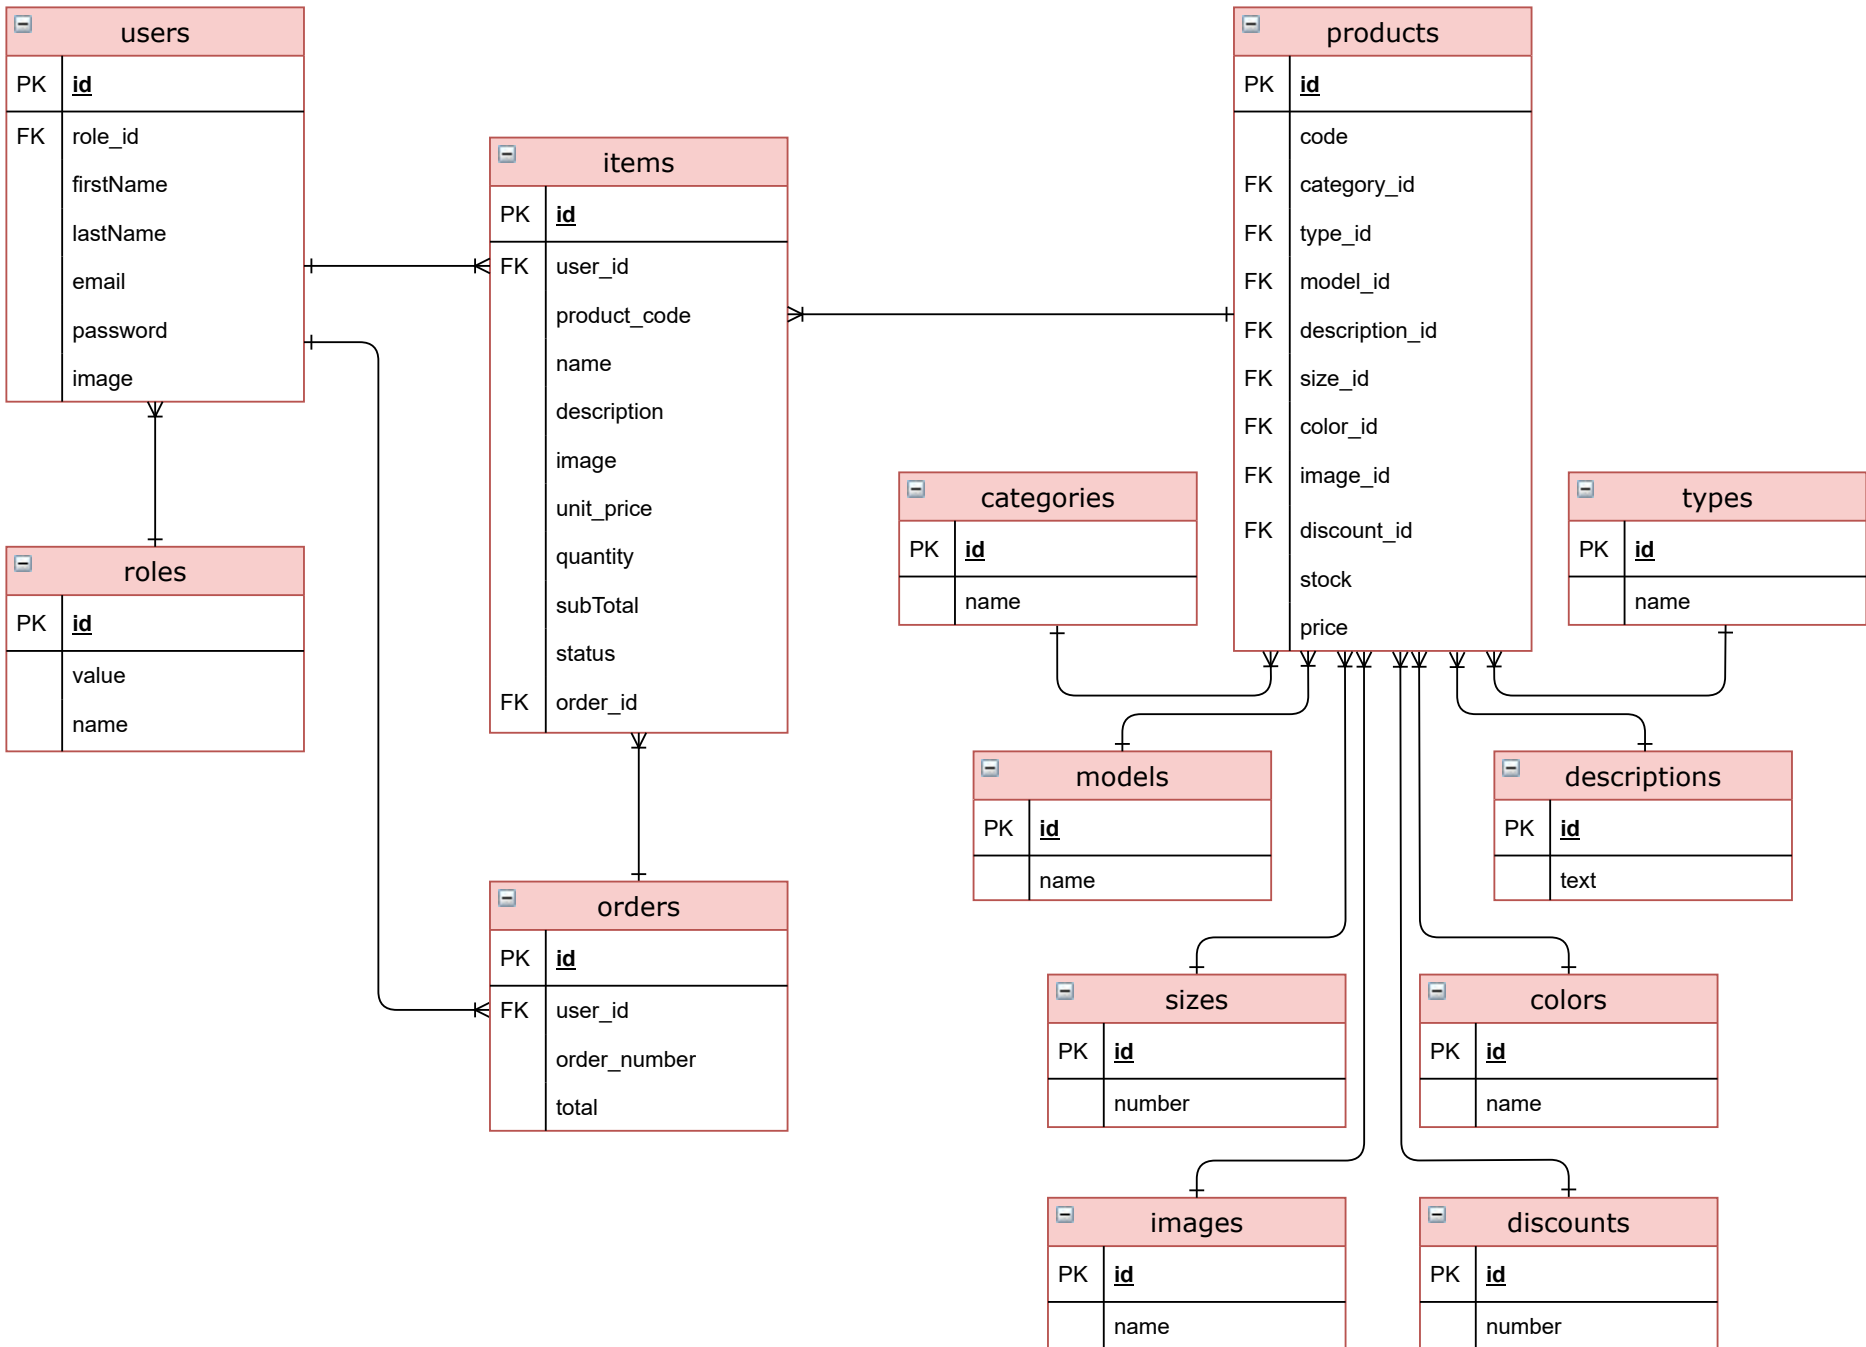 users
PK id
FK role_id
firstName
lastName
email
password
image
roles
PK id
value
name
items
PK id
FK user_id
product_code
name
description
image
unit_price
quantity
subTotal
status
FK order_id
orders
PK id
FK user_id
order_number
total
products
PK id
code
FK category_id
FK type_id
FK model_id
FK description_id
FK size_id
FK color_id
FK image_id
FK discount_id
stock
price
categories
PK id
name
types
PK id
name
models
PK id
name
descriptions
PK id
text
sizes
PK id
number
colors
PK id
name
images
PK id
name
discounts
PK id
number